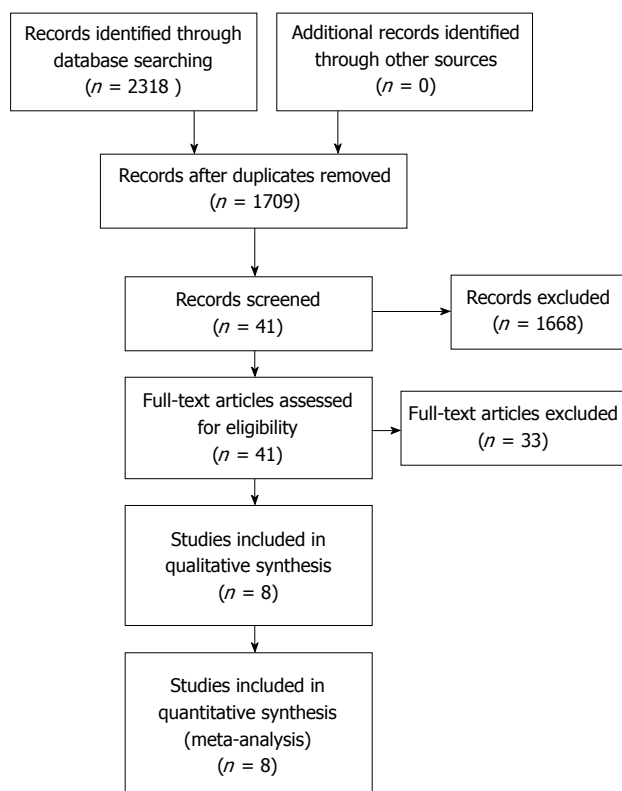 Records identified through
database searching
(n = 2318 )
Additional records identified
through other sources
(n = 0)
Records after duplicates removed
(n = 1709)
Records screened
(n = 41)
Records excluded
(n = 1668)
Full-text articles assessed
for eligibility
(n = 41)
Full-text articles excluded
(n = 33)
Studies included in
qualitative synthesis
(n = 8)
Studies included in
quantitative synthesis
(meta-analysis)
(n = 8)